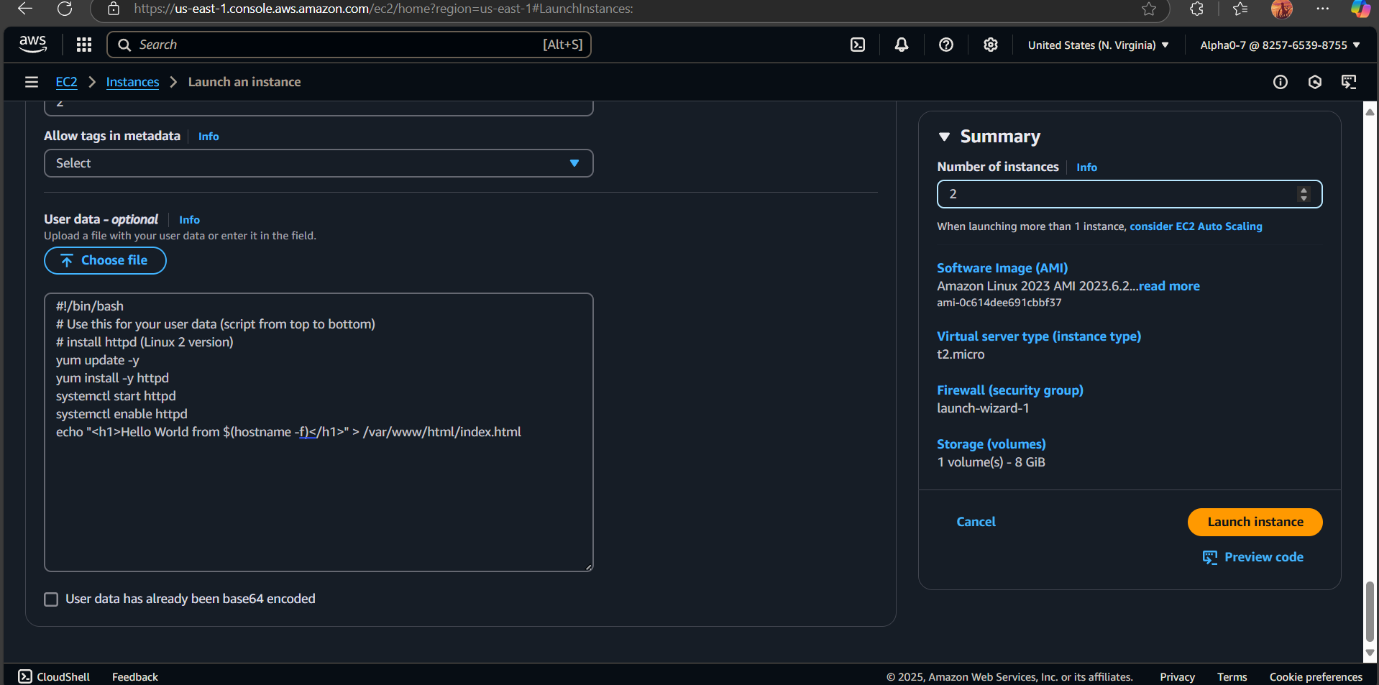 https://us-east-1.console.aws.amazon.com/ec2/home?region=us-east-1#LaunchInstances:
aws
Search
[Alt+S]
United States (N. Virginia)
Alpha0-7 @ 8257-6539-8755
EC2 > Instances > Launch an instance
2
Allow tags in metadata | Info
Select
User data - optional | Info
Upload a file with your user data or enter it in the field.
Choose file
#!/bin/bash
# Use this for your user data (script from top to bottom)
# install httpd (Linux 2 version)
yum update -y
yum install -y httpd
systemctl start httpd
systemctl enable httpd
echo "<h1>Hello World from $(hostname -f)</h1>" > /var/www/html/index.html
User data has already been base64 encoded
Summary
Number of instances | Info
2
When launching more than 1 instance, consider EC2 Auto Scaling
Software Image (AMI)
Amazon Linux 2023 AMI 2023.6.2...read more
ami-0c614dee691cbbf37
Virtual server type (instance type)
t2.micro
Firewall (security group)
launch-wizard-1
Storage (volumes)
1 volume(s) - 8 GiB
Cancel
Launch instance
Preview code
CloudShell
Feedback
© 2025, Amazon Web Services, Inc. or its affiliates.
Privacy
Terms
Cookie preferences